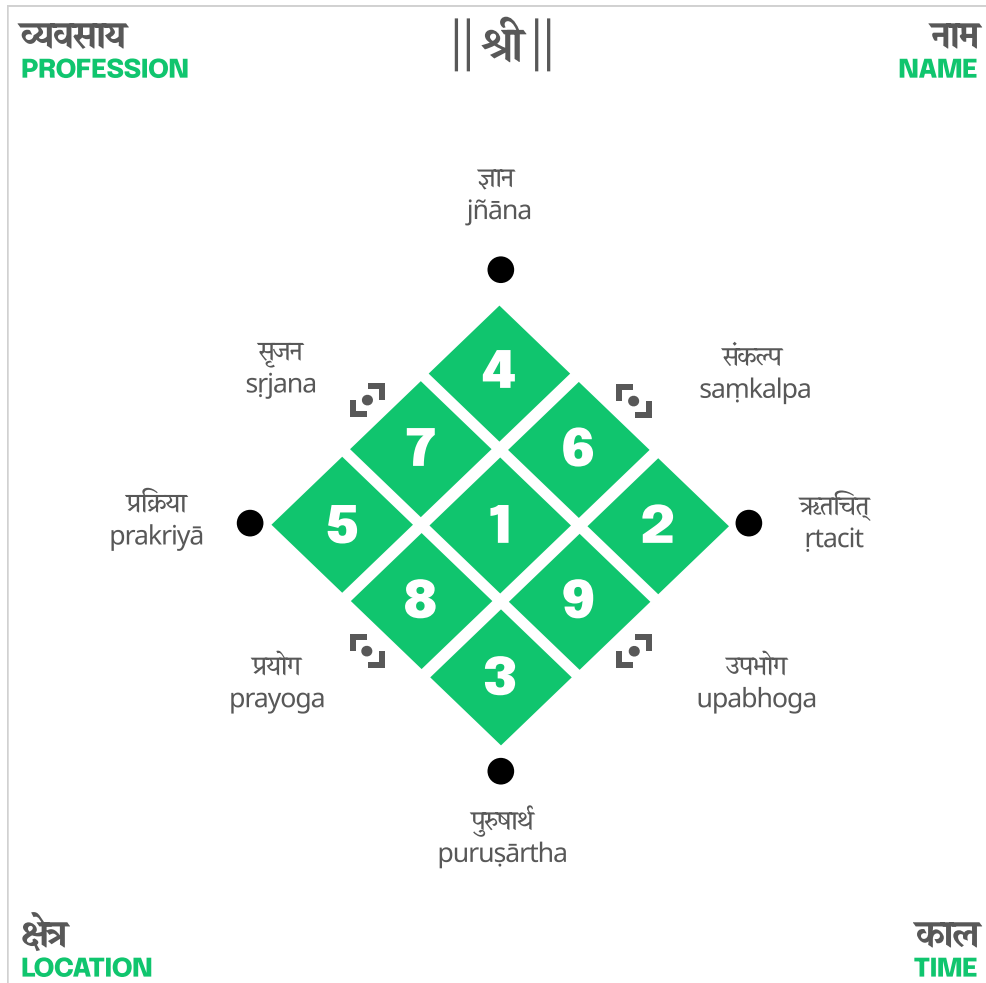 व्यवसाय
PROFESSION
|| श्री ||
नाम
NAME
ज्ञान
jñāna
सृजन
sṛjana
संकल्प
saṃkalpa
4
7
6
प्रक्रिया
prakriyā
5
1
2
ऋतचित्
ṛtacit
8
9
प्रयोग
prayoga
3
उपभोग
upabhoga
पुरुषार्थ
puruṣārtha
क्षेत्र
LOCATION
काल
TIME